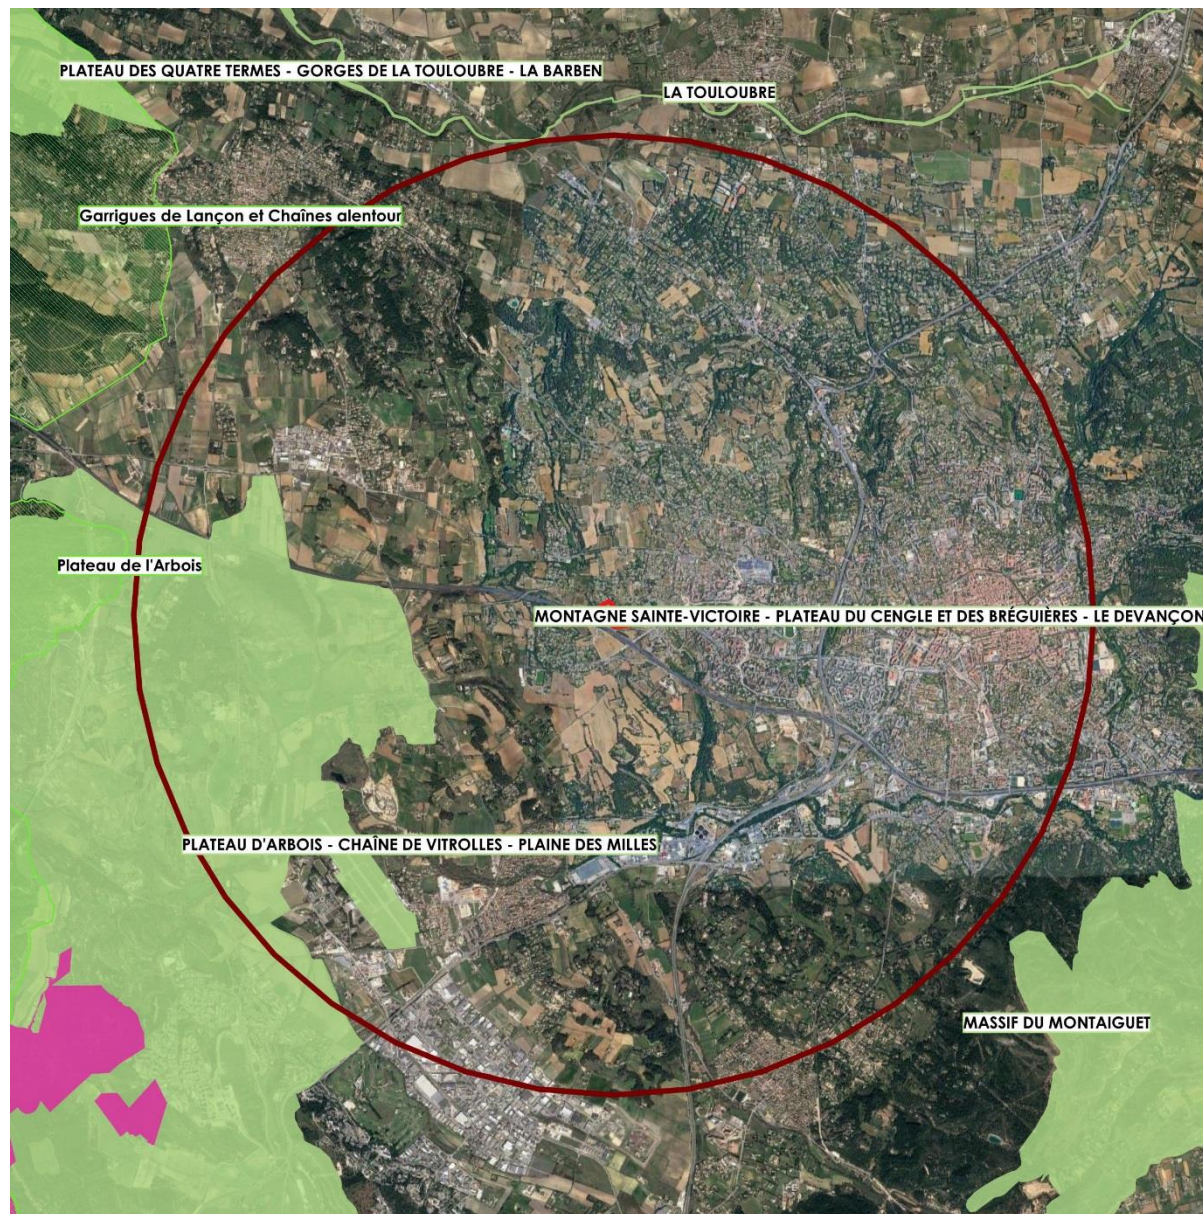 PLATEAU DES QUATRE TERMES - GORGES DE LA TOULOUBRE - LA BARBEN
LA TOULOUBRE
Garrigues de Lançon et Chaînes alentour
Plateau de l'Arbois
MONTAGNE SAINTE-VICTOIRE - PLATEAU DU CENGLE ET DES BRÉGUIÈRES - LE DEVANÇON
PLATEAU D'ARBOIS - CHAÎNE DE VITROLLES - PLAINE DES MILLES
MASSIF DU MONTAIGUET